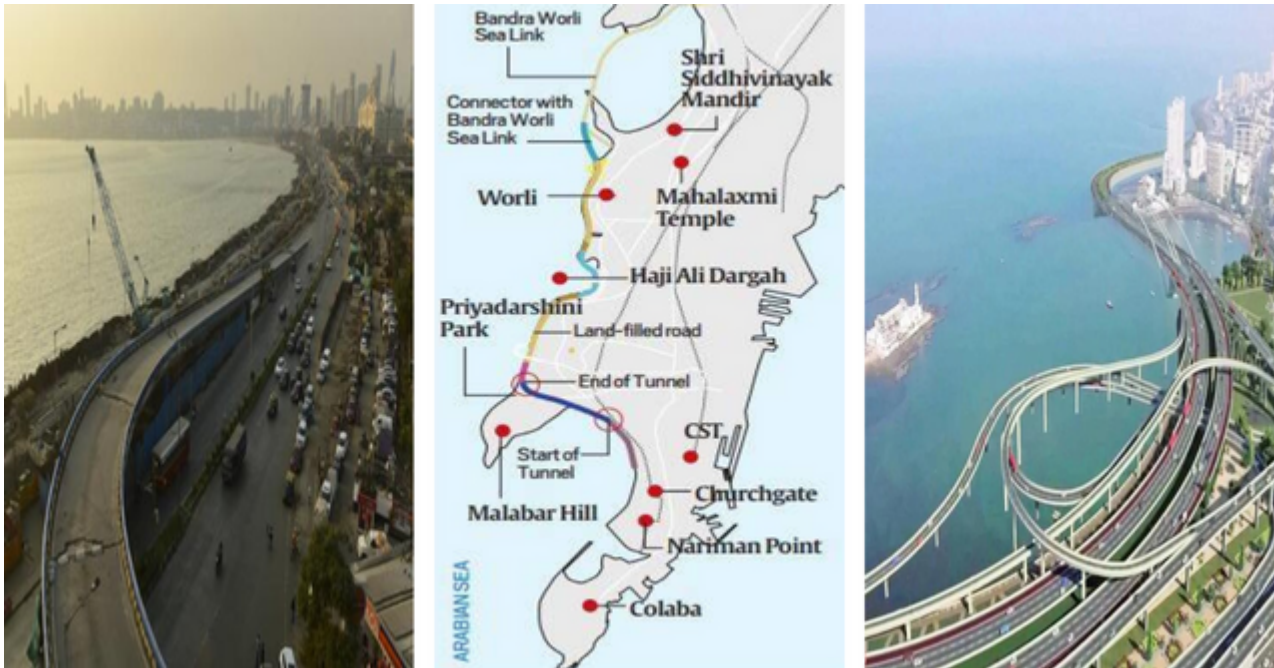 Bandra Worli
Sea Link
Shri
Siddhivinayak
Mandir
Connector with
Bandra Worli
Sea Link
Worli
Mahalaxmi
Temple
Haji Ali Dargah
Priyadarshini
Park
Land-filled road
End of Tunnel
CST
Start of
Tunnel
Churchgate
Malabar Hill
Nariman Point
ARABIAN SEA
Colaba